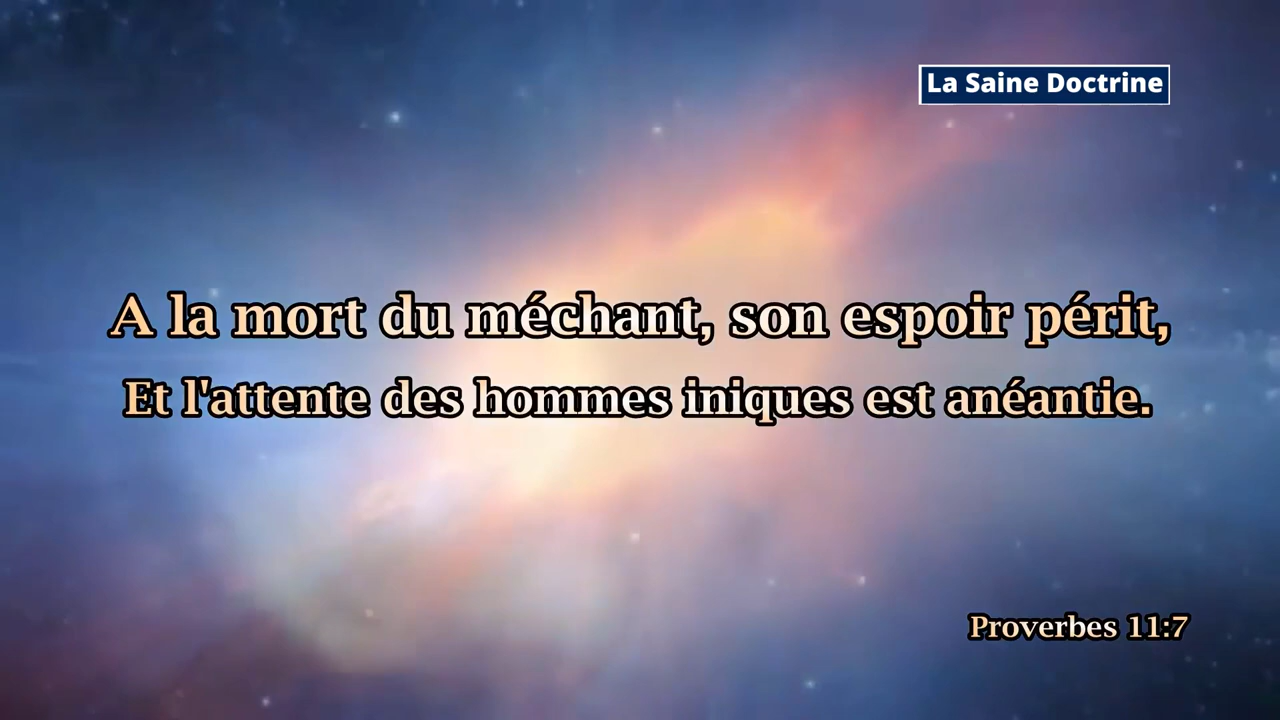 La Saine Doctrine
A la mort du méchant, son espoir périt,
Et l'attente des hommes iniques est anéantie.
Proverbes 11:7